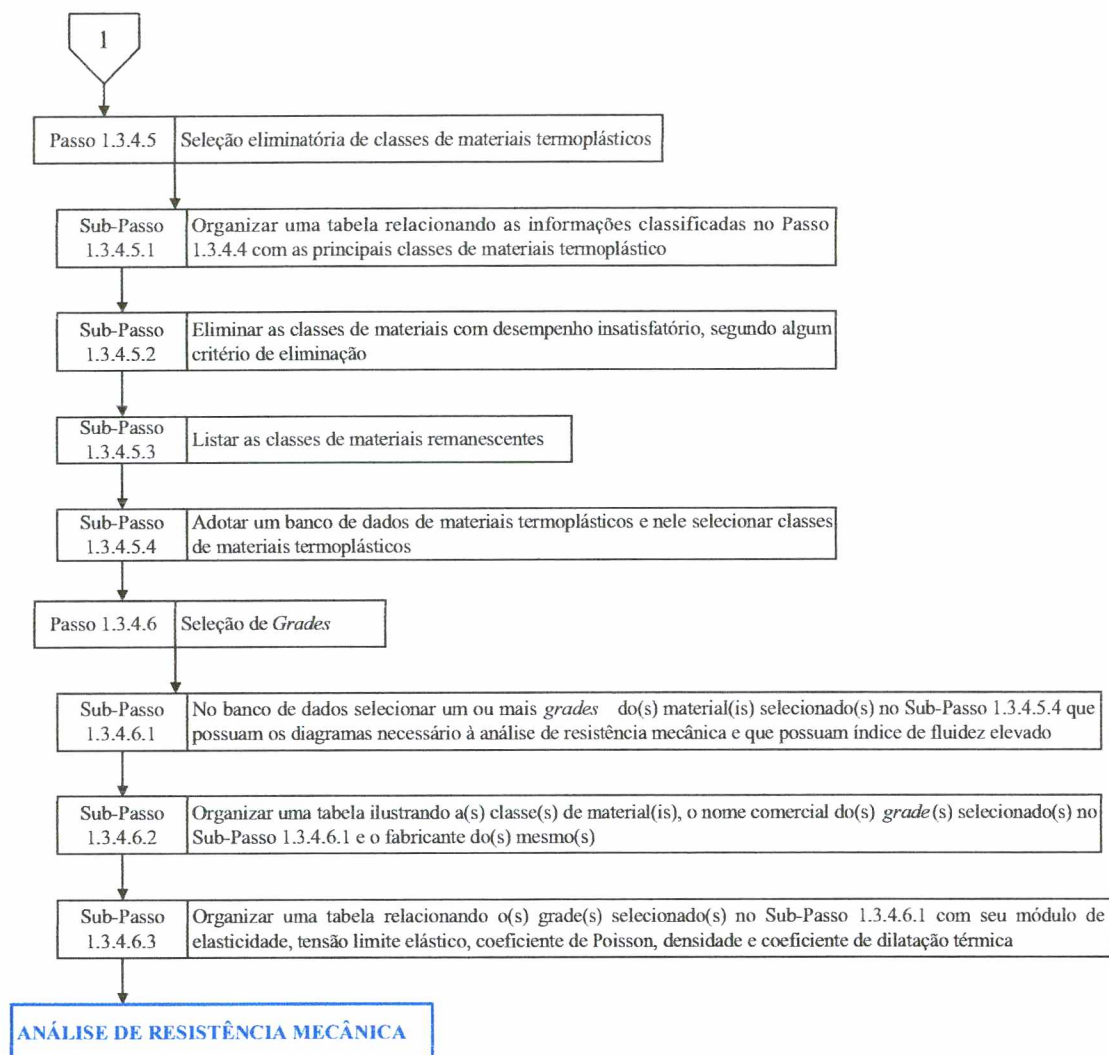 1
Passo 1.3.4.5 Seleção eliminatória de classes de materiais termoplásticos
Sub-Passo Organizar uma tabela relacionando as informações classificadas no Passo
1.3.4.5.1 1.3.4.4 com as principais classes de materiais termoplástico
Sub-Passo Eliminar as classes de materiais com desempenho insatisfatório, segundo algum
1.3.4.5.2 critério de eliminação
Sub-Passo
1.3.4.5.3 Listar as classes de materiais remanescentes
Sub-Passo Adotar um banco de dados de materiais termoplásticos e nele selecionar classes
1.3.4.5.4 de materiais termoplásticos
Passo 1.3.4.6 Seleção de Grades
Sub-Passo No banco de dados selecionar um ou mais grades do(s) material(is) selecionado(s) no Sub-Passo 1.3.4.5.4 que
1.3.4.6.1 possuam os diagramas necessário à análise de resistência mecânica e que possuam índice de fluidez elevado
Sub-Passo Organizar uma tabela ilustrando a(s) classe(s) de material(is), o nome comercial do(s) grade(s) selecionado(s) no
1.3.4.6.2 Sub-Passo 1.3.4.6.1 e o fabricante do(s) mesmo(s)
Sub-Passo Organizar uma tabela relacionando o(s) grade(s) selecionado(s) no Sub-Passo 1.3.4.6.1 com seu módulo de
1.3.4.6.3 elasticidade, tensão limite elástico, coeficiente de Poisson, densidade e coeficiente de dilatação térmica
ANÁLISE DE RESISTÊNCIA MECÂNICA